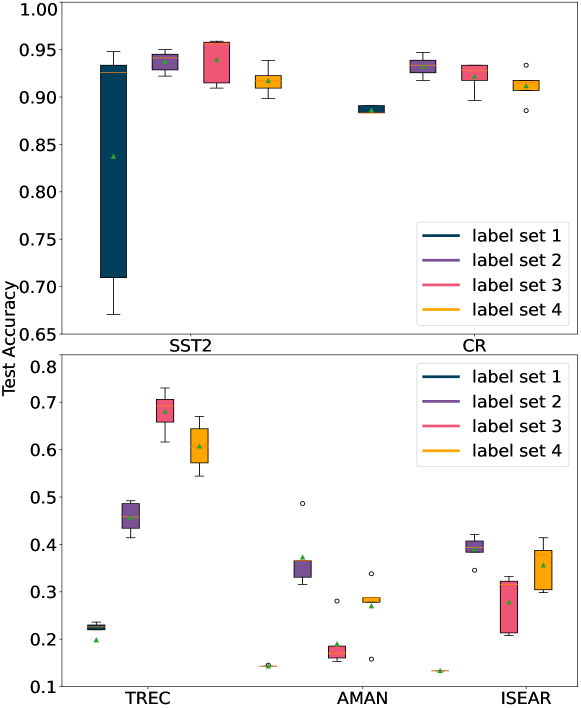 1.00
0.95
0.90
0.85
0.80
0.75
0.70
0.65
label set 1
label set 2
label set 3
label set 4
SST2 CR
Test Accuracy
0.8
0.7
0.6
0.5
0.4
0.3
0.2
0.1
label set 1
label set 2
label set 3
label set 4
TREC AMAN ISEAR